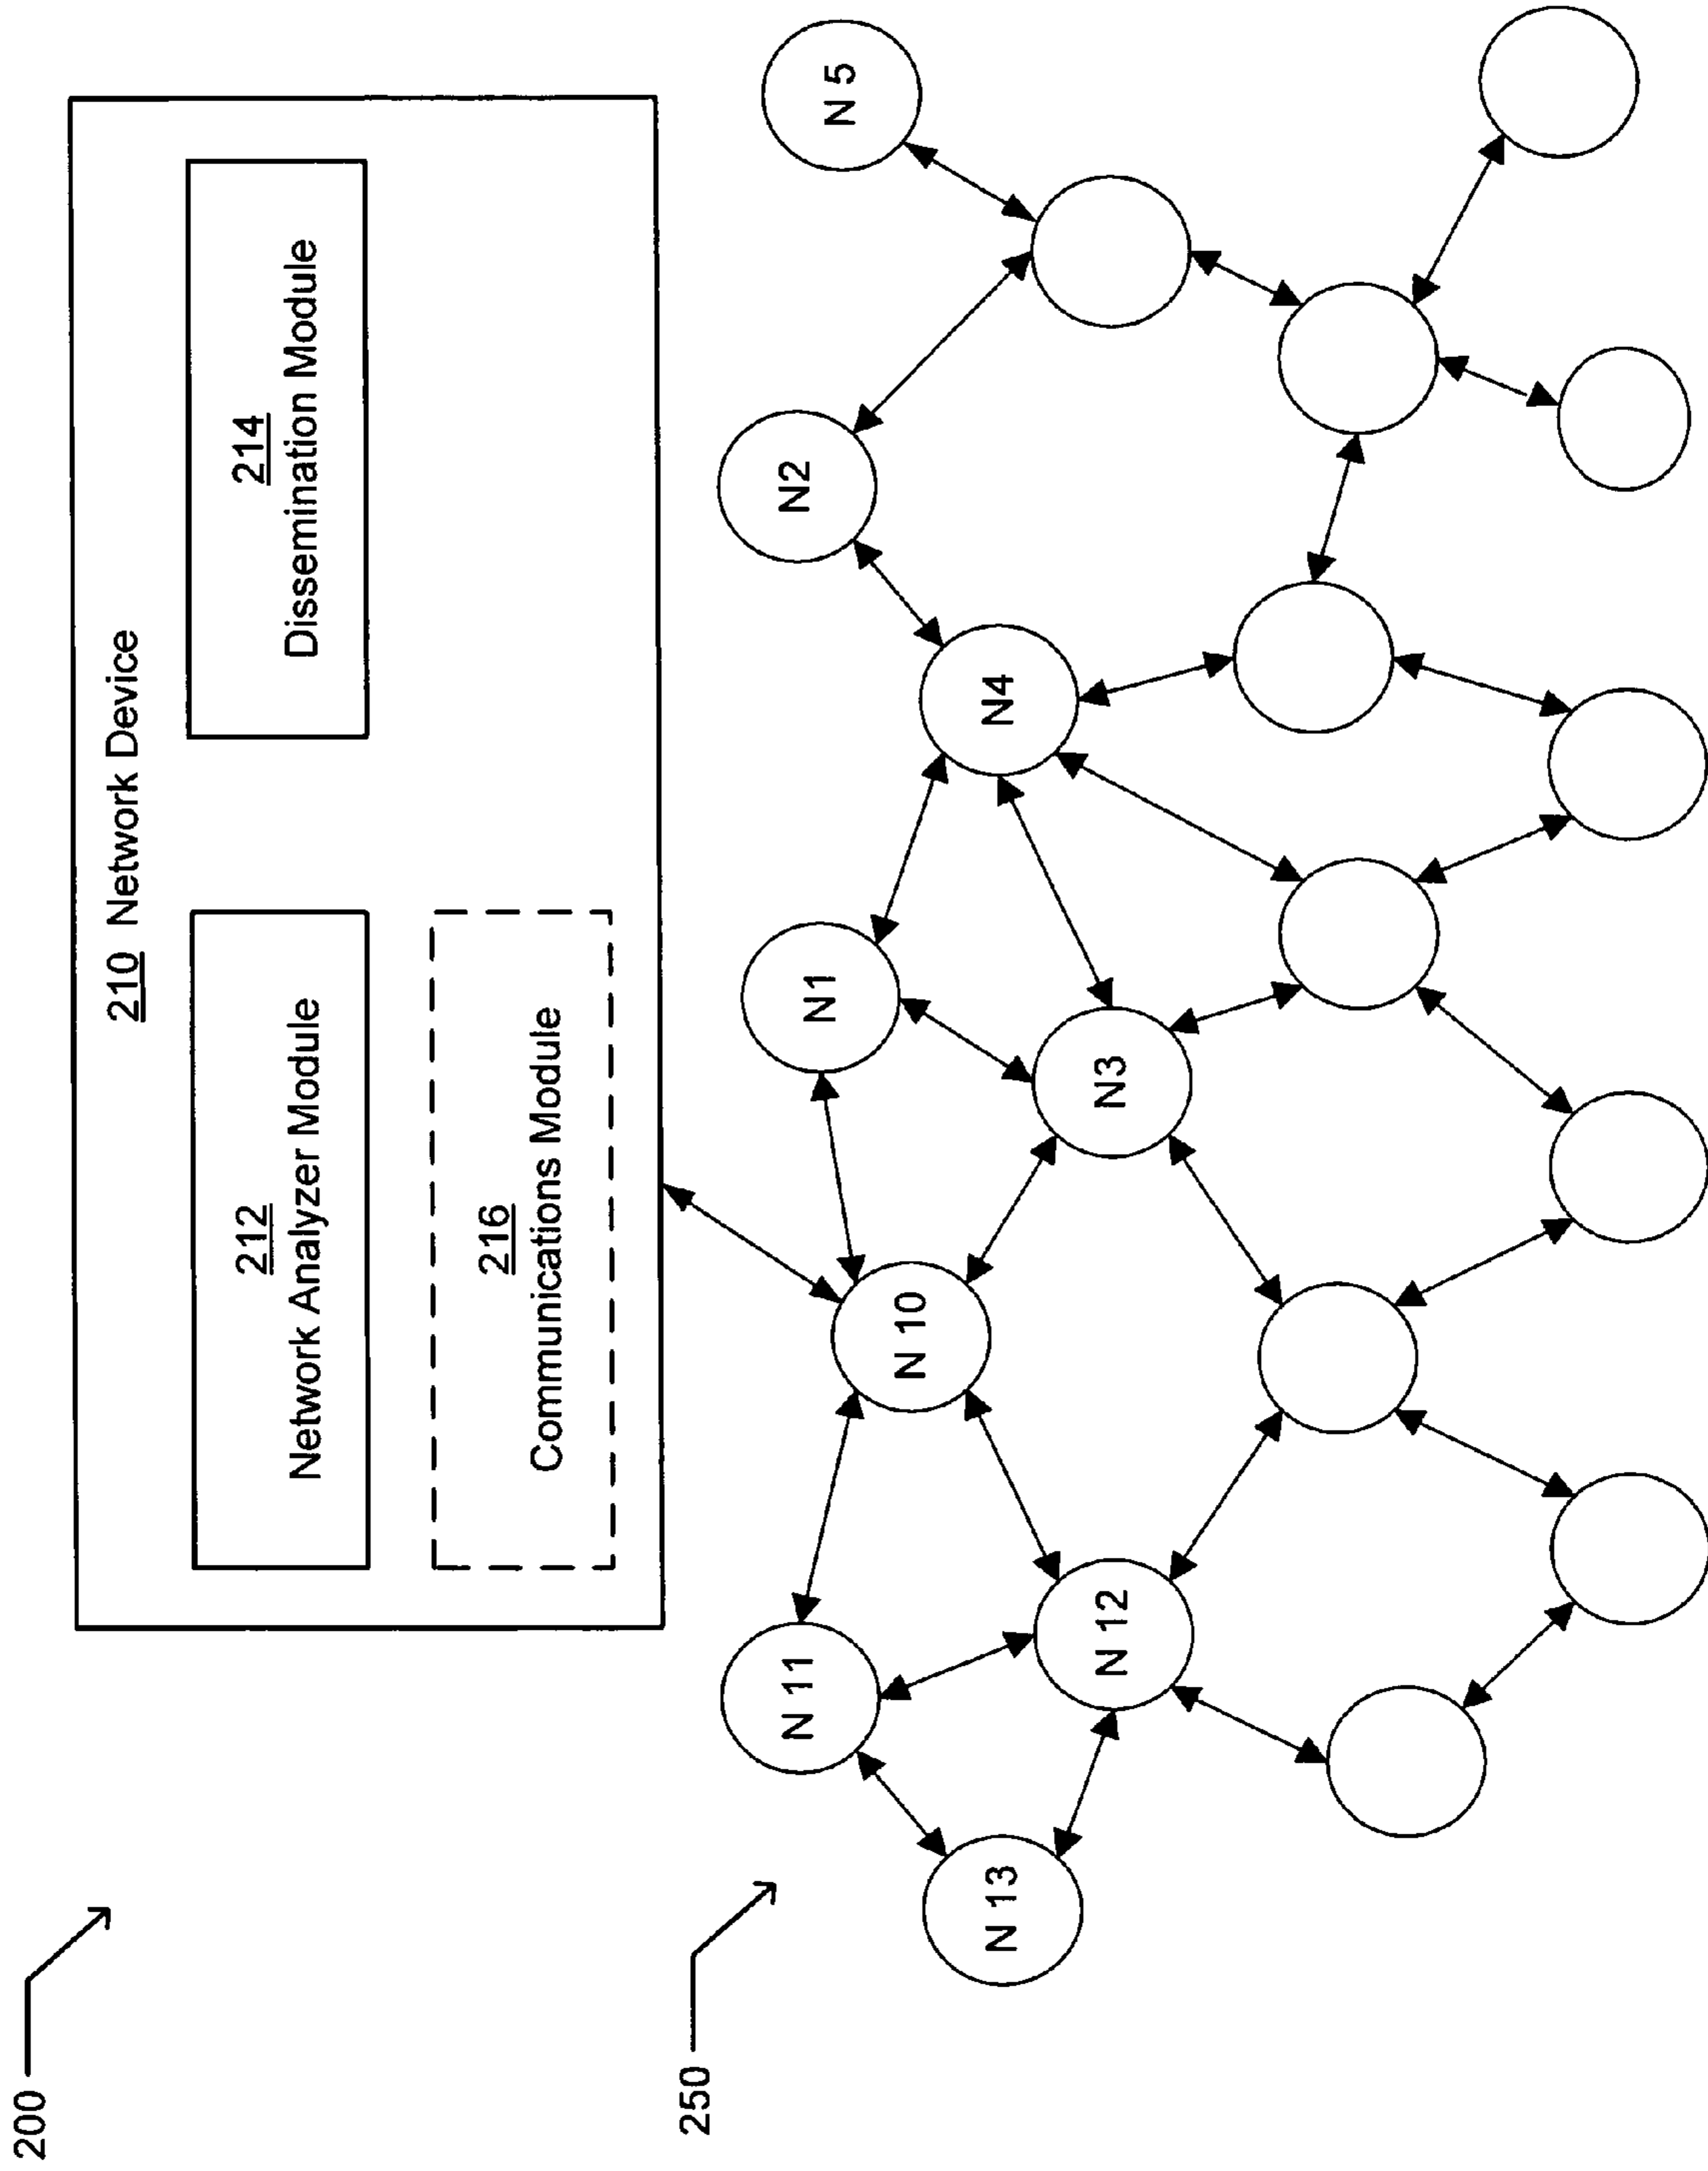 200
210 Network Device
212
Network Analyzer Module
214
Dissemination Module
216
Communications Module
250
N 13
N 11
N 12
N 10
N1
N3
N4
N2
N 5